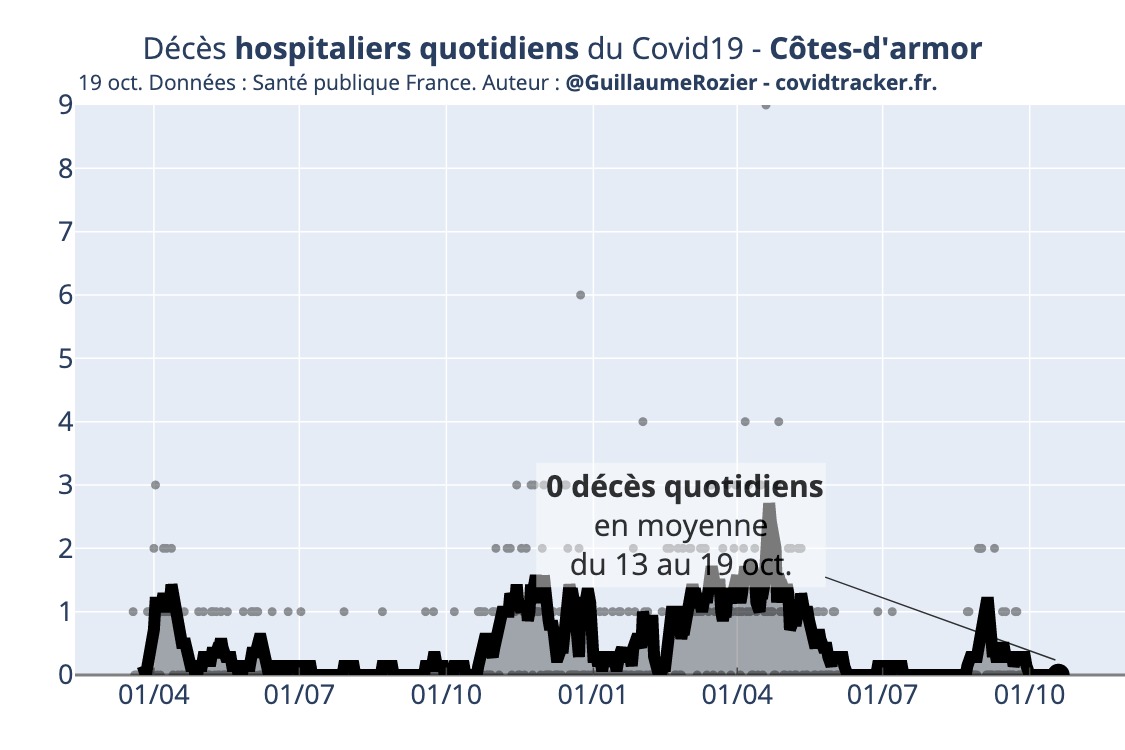 Décès hospitaliers quotidiens du Covid19 - Côtes-d'armor
19 oct. Données : Santé publique France. Auteur : @GuillaumeRozier - covidtracker.fr.
9
8
7
6
5
4
3
2
1
0
0 décès quotidiens
en moyenne
du 13 au 19 oct.
01/04 01/07 01/10 01/01 01/04 01/07 01/10